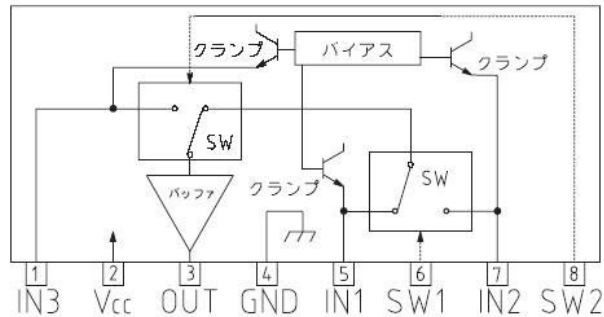 クランプ
バイアス
クランプ
SW
バッファ
クランプ
SW
1 2 3 4 5 6 7 8
IN3 Vcc OUT GND IN1 SW1 IN2 SW2